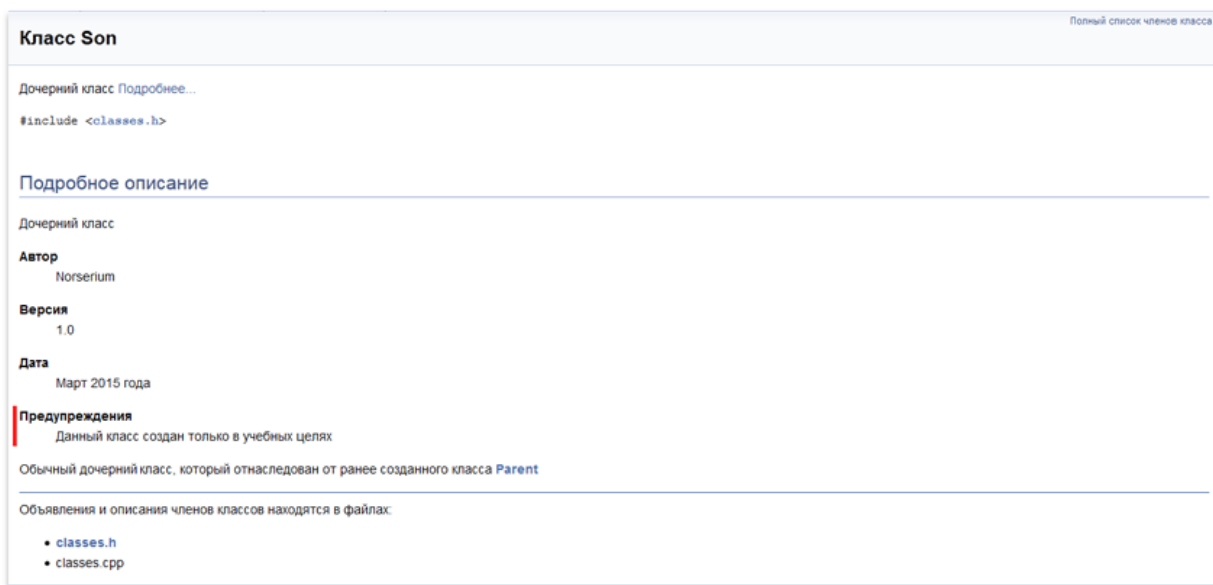 Полный список членов класса
Класс Son
Дочерний класс Подробнее...
#include <classes.h>
Подробное описание
Дочерний класс
Автор
Norserium
Версия
1.0
Дата
Март 2015 года
Предупреждения
Данный класс создан только в учебных целях
Обычный дочерний класс, который отнаследован от ранее созданного класса Parent
Объявления и описания членов классов находятся в файлах:
• classes.h
• classes.cpp